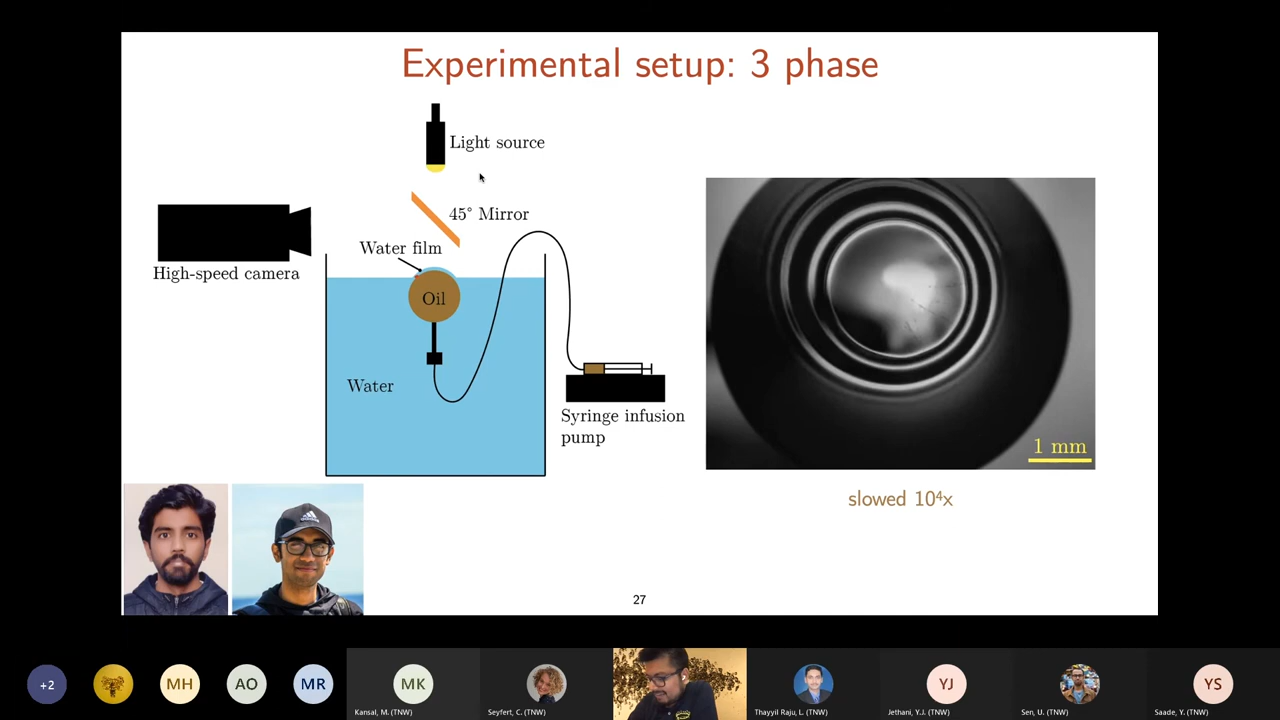 Experimental setup: 3 phase
Light source
45° Mirror
Water film
High-speed camera
Oil
Water
Syringe infusion
pump
1 mm
slowed 10⁴x
27
+2
MH
AO
MR
MK
YJ
YS
Kansal, M. (TNW)
Seyfert, C. (TNW)
Thayyil Raju, L. (TNW)
Jethani, Y.J. (TNW)
Sen, U. (TNW)
Saade, Y. (TNW)